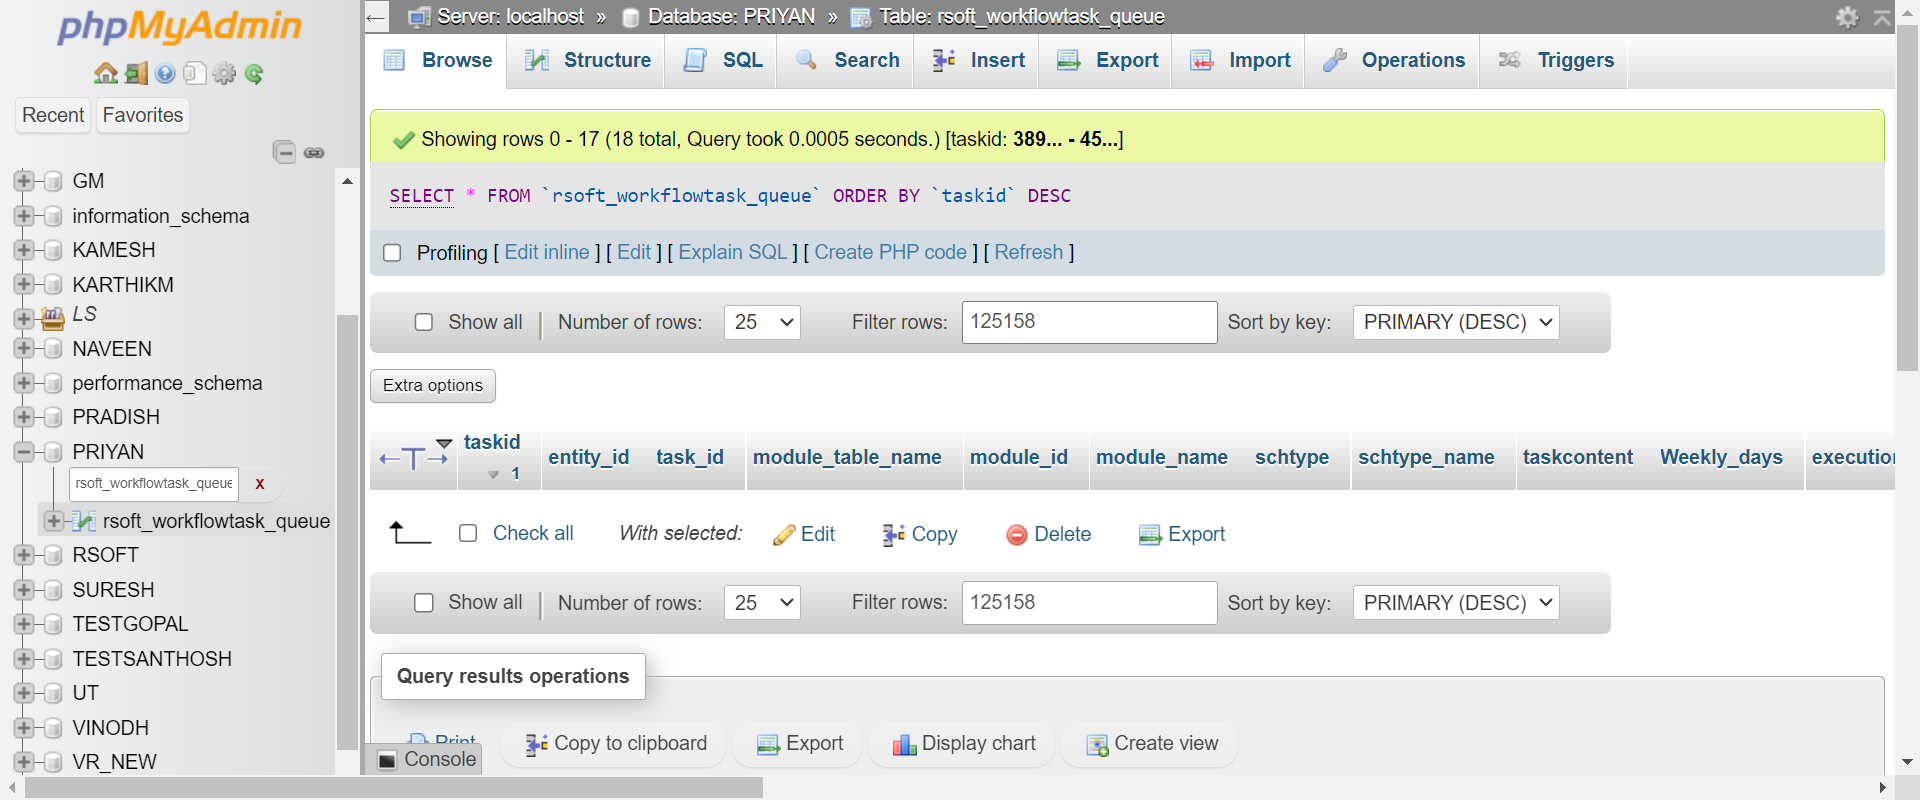 phpMyAdmin
Recent Favorites
GM
information_schema
KAMESH
KARTHIKM
LS
NAVEEN
performance_schema
PRADISH
PRIYAN
rsoft_workflowtask_queue x
rsoft_workflowtask_queue
RSOFT
SURESH
TESTGOPAL
TESTSANTHOSH
UT
VINODH
VR_NEW
← Server: localhost » Database: PRIYAN » Table: rsoft_workflowtask_queue
Browse Structure SQL Search Insert Export Import Operations Triggers
Showing rows 0 - 17 (18 total, Query took 0.0005 seconds.) [taskid: 389... - 45...]
SELECT * FROM `rsoft_workflowtask_queue` ORDER BY `taskid` DESC
Profiling [ Edit inline ] [ Edit ] [ Explain SQL ] [ Create PHP code ] [ Refresh ]
Show all | Number of rows: 25 Filter rows: 125158 Sort by key: PRIMARY (DESC)
Extra options
←T→ taskid 1 entity_id task_id module_table_name module_id module_name schtype schtype_name taskcontent Weekly_days execution
Check all With selected: Edit Copy Delete Export
Show all | Number of rows: 25 Filter rows: 125158 Sort by key: PRIMARY (DESC)
Query results operations
Print Copy to clipboard Export Display chart Create view
Console